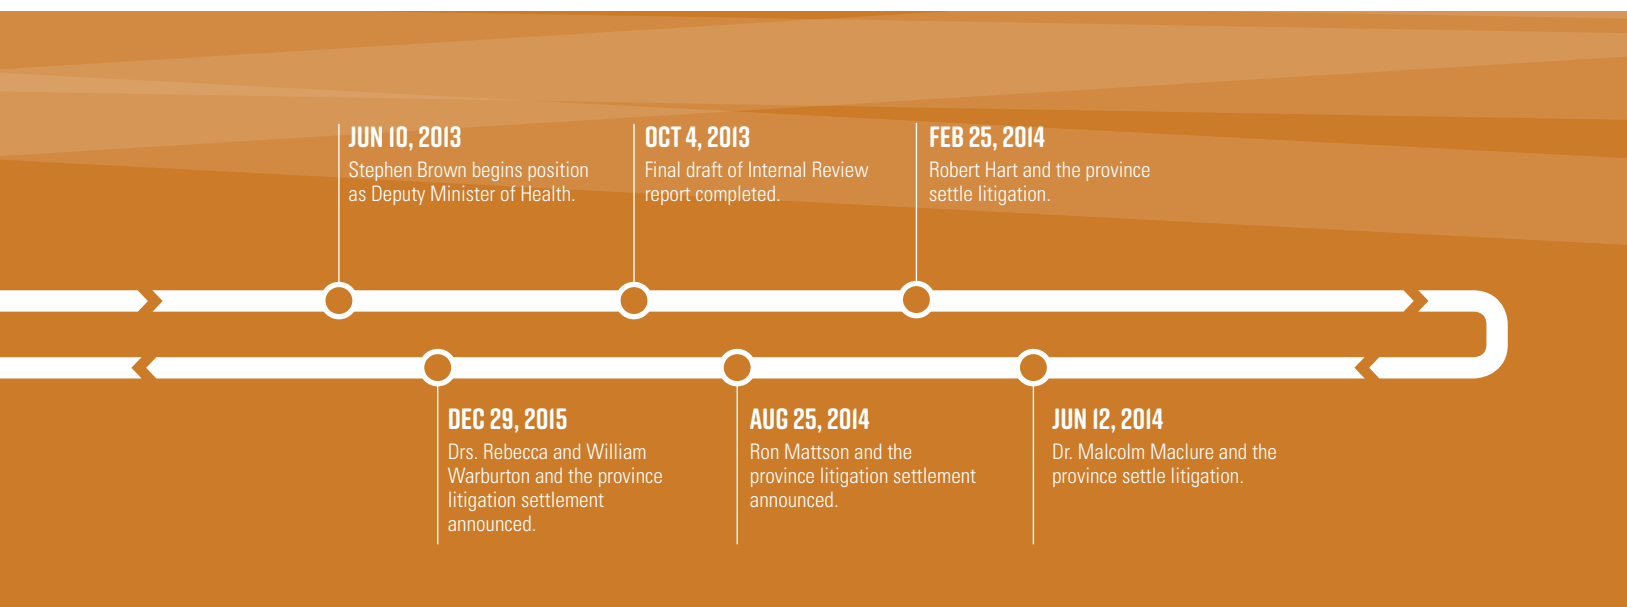 JUN 10, 2013
Stephen Brown begins position
as Deputy Minister of Health.
OCT 4, 2013
Final draft of Internal Review
report completed.
FEB 25, 2014
Robert Hart and the province
settle litigation.
DEC 29, 2015
Drs. Rebecca and William
Warburton and the province
litigation settlement
announced.
AUG 25, 2014
Ron Mattson and the
province litigation settlement
announced.
JUN 12, 2014
Dr. Malcolm Maclure and the
province settle litigation.